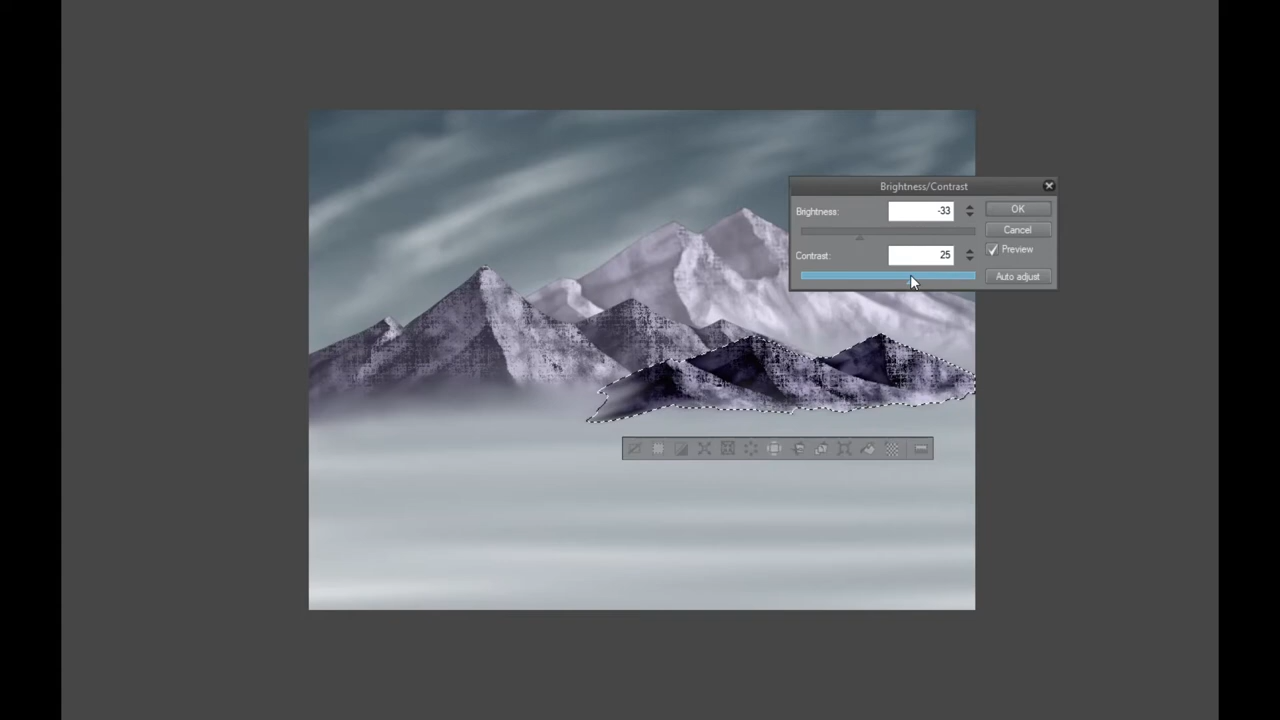 Brightness/Contrast
Brightness: -33 OK
Cancel
Contrast: 25 Preview
Auto adjust